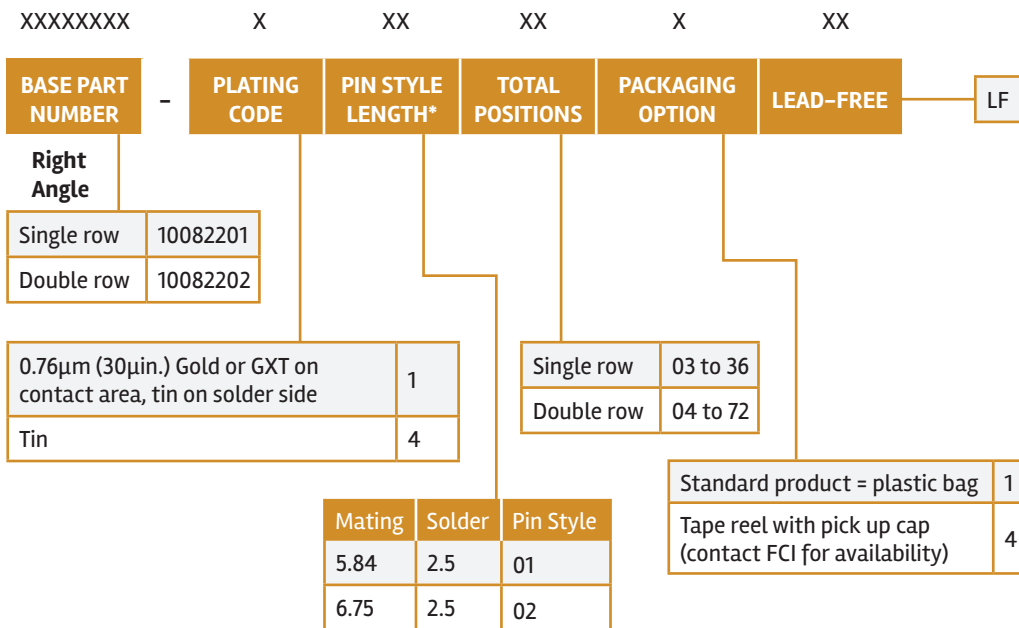 XXXXXXXX X XX XX X XX
BASE PART NUMBER - PLATING CODE PIN STYLE LENGTH* TOTAL POSITIONS PACKAGING OPTION LEAD-FREE LF
Right
Angle
Single row 10082201
Double row 10082202
0.76µm (30µin.) Gold or GXT on
contact area, tin on solder side 1
Tin 4
Single row 03 to 36
Double row 04 to 72
Mating Solder Pin Style
5.84 2.5 01
6.75 2.5 02
Standard product = plastic bag 1
Tape reel with pick up cap
(contact FCI for availability) 4